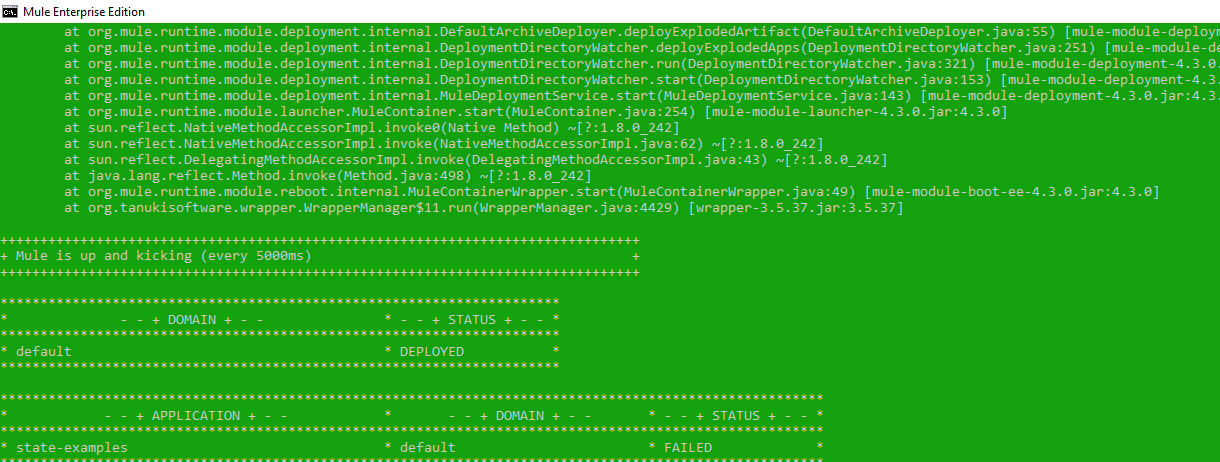 Mule Enterprise Edition
at org.mule.runtime.module.deployment.internal.DefaultArchiveDeployer.deployExplodedArtifact(DefaultArchiveDeployer.java:55) [mule-module-deploym
at org.mule.runtime.module.deployment.internal.DeploymentDirectoryWatcher.deployExplodedApps(DeploymentDirectoryWatcher.java:251) [mule-module-de
at org.mule.runtime.module.deployment.internal.DeploymentDirectoryWatcher.run(DeploymentDirectoryWatcher.java:321) [mule-module-deployment-4.3.0.
at org.mule.runtime.module.deployment.internal.DeploymentDirectoryWatcher.start(DeploymentDirectoryWatcher.java:153) [mule-module-deployment-4.3.
at org.mule.runtime.module.deployment.internal.MuleDeploymentService.start(MuleDeploymentService.java:143) [mule-module-deployment-4.3.0.jar:4.3.
at org.mule.runtime.module.launcher.MuleContainer.start(MuleContainer.java:254) [mule-module-launcher-4.3.0.jar:4.3.0]
at sun.reflect.NativeMethodAccessorImpl.invoke0(Native Method) ~[?:1.8.0_242]
at sun.reflect.NativeMethodAccessorImpl.invoke(NativeMethodAccessorImpl.java:62) ~[?:1.8.0_242]
at sun.reflect.DelegatingMethodAccessorImpl.invoke(DelegatingMethodAccessorImpl.java:43) ~[?:1.8.0_242]
at java.lang.reflect.Method.invoke(Method.java:498) ~[?:1.8.0_242]
at org.mule.runtime.module.reboot.internal.MuleContainerWrapper.start(MuleContainerWrapper.java:49) [mule-module-boot-ee-4.3.0.jar:4.3.0]
at org.tanukisoftware.wrapper.WrapperManager$11.run(WrapperManager.java:4429) [wrapper-3.5.37.jar:3.5.37]
++++++++++++++++++++++++++++++++++++++++++++++++++++++++++++++++++++++++++++++++
+ Mule is up and kicking (every 5000ms) +
++++++++++++++++++++++++++++++++++++++++++++++++++++++++++++++++++++++++++++++++
**********************************************************************
* - - + DOMAIN + - - * - - + STATUS + - - *
**********************************************************************
* default * DEPLOYED *
**********************************************************************
*******************************************************************************************************
* - - + APPLICATION + - - * - - + DOMAIN + - - * - - + STATUS + - - *
*******************************************************************************************************
* state-examples * default * FAILED *
*******************************************************************************************************